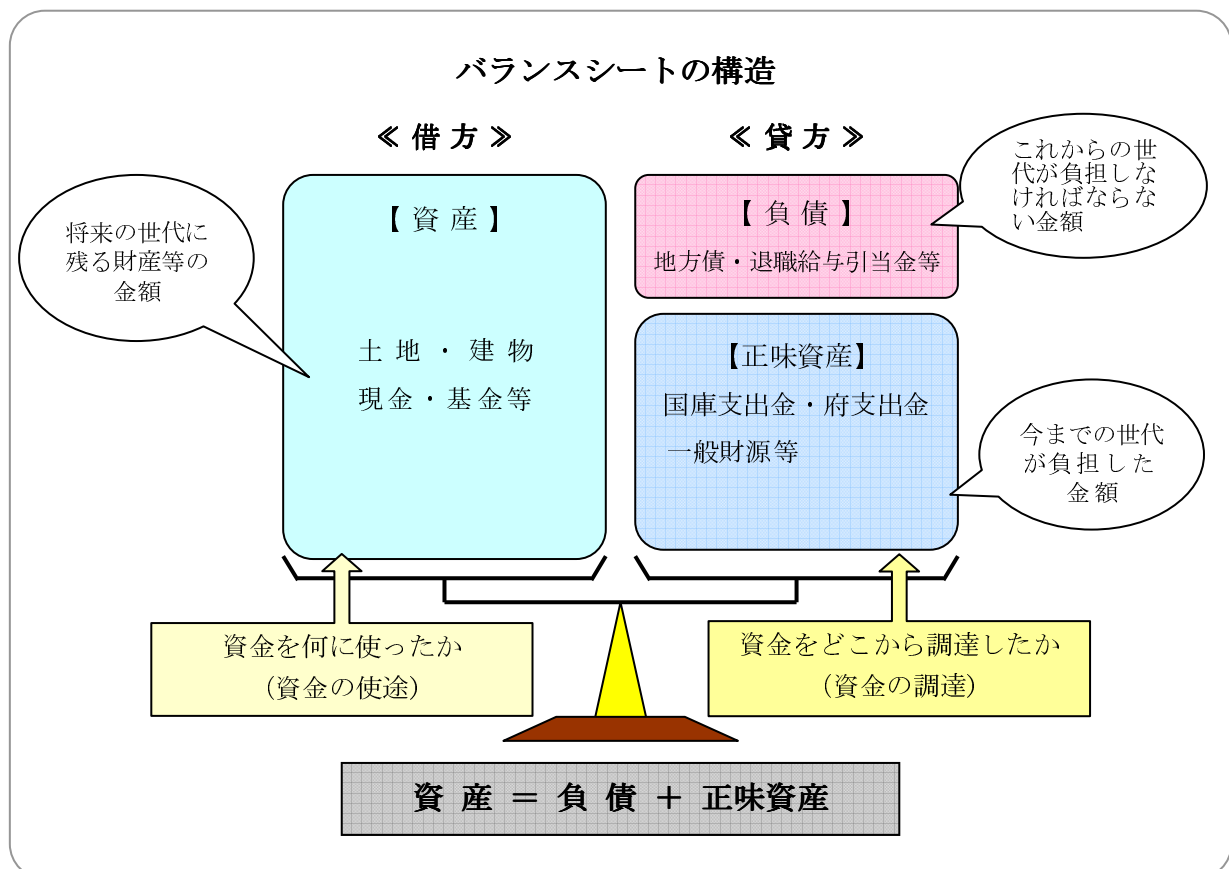 バランスシートの構造
≪ 借 方 ≫
≪ 貸 方 ≫
将来の世代に
残る財産等の
金額
【 資 産 】
土 地 ・ 建 物
現金・基金等
【 負 債 】
地方債・退職給与引当金等
これからの世
代が負担しな
ければならな
い金額
【正味資産】
国庫支出金・府支出金
一般財源等
今までの世代
が負担した
金額
資金を何に使ったか
(資金の使途)
資金をどこから調達したか
(資金の調達)
資 産 = 負 債 + 正味資産